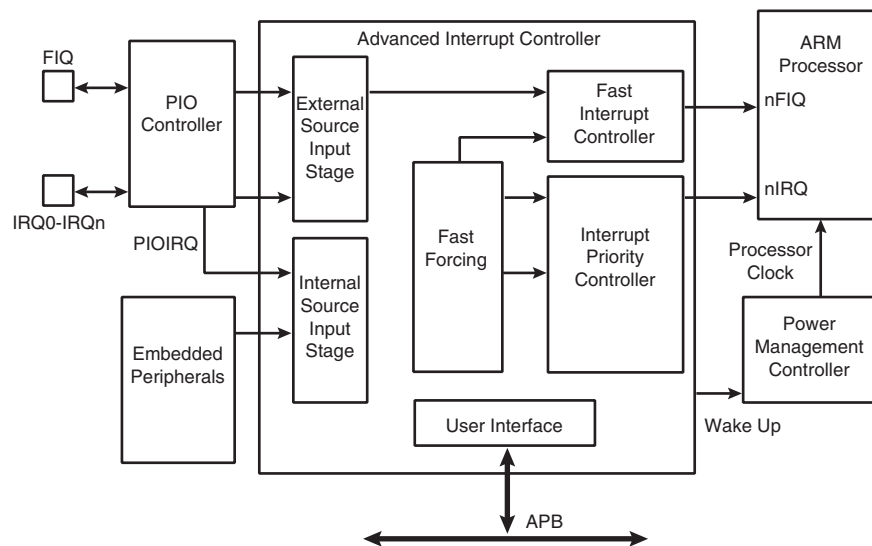 Advanced Interrupt Controller
FIQ
IRQ0-IRQn
PIO
Controller
PIOIRQ
Embedded
Peripherals
External
Source
Input
Stage
Internal
Source
Input
Stage
Fast
Forcing
Fast
Interrupt
Controller
Interrupt
Priority
Controller
User Interface
APB
ARM
Processor
nFIQ
nIRQ
Processor
Clock
Power
Management
Controller
Wake Up